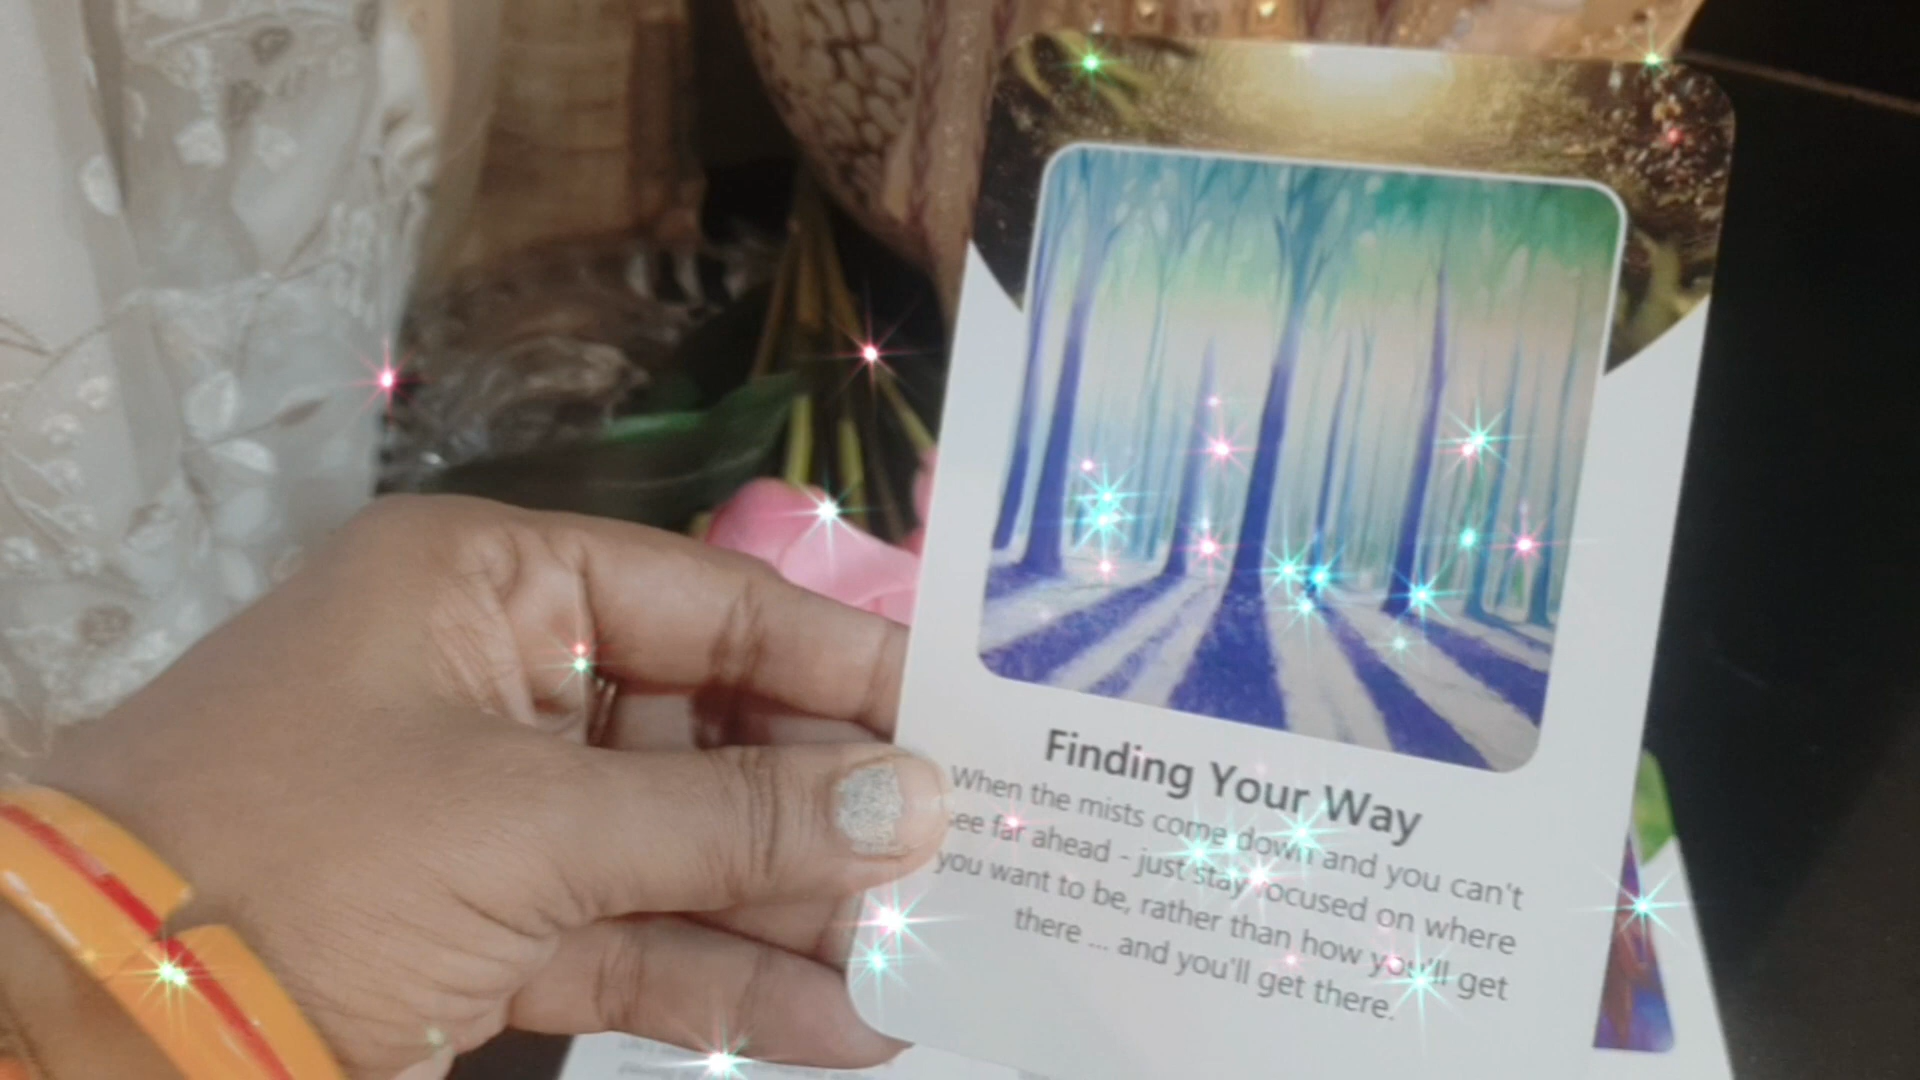 Finding Your Way
When the mists come down and you can't
see far ahead - just stay focused on where
you want to be, rather than how you'll get
there ... and you'll get there.